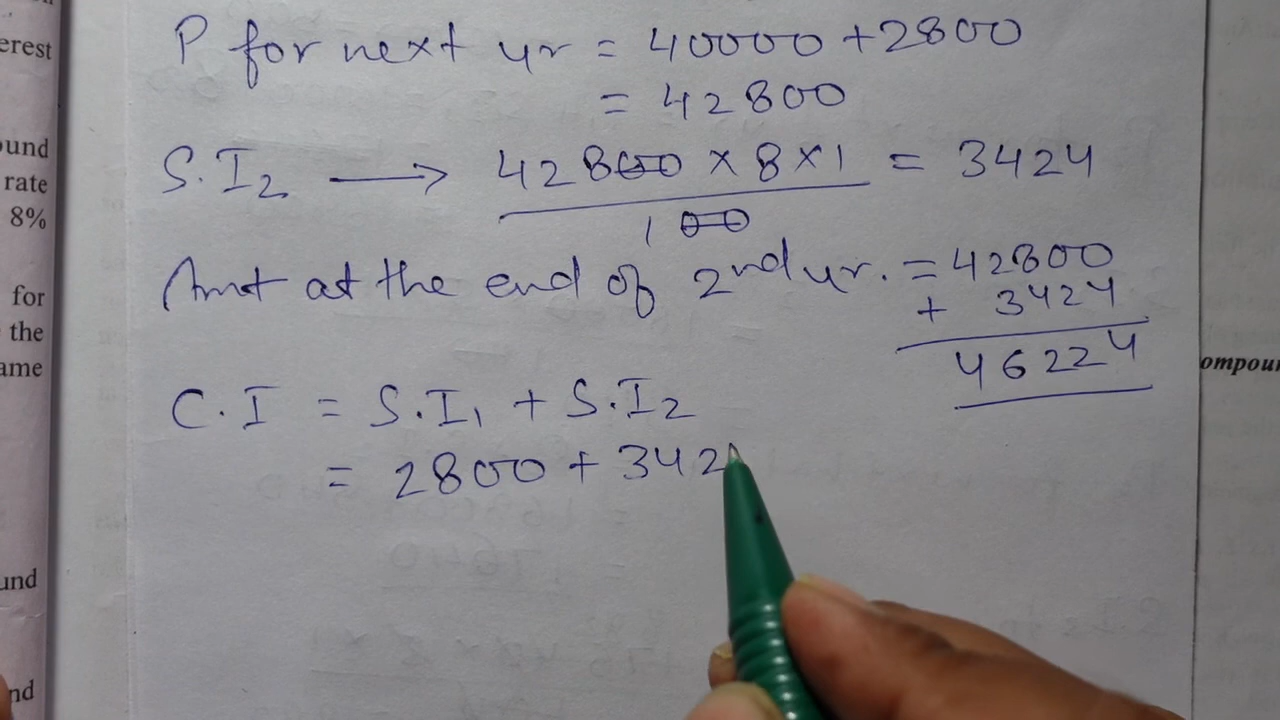 erest
ound
rate
8%
for
the
ame
und
nd
P for next yr = 40000 + 2800
= 42800
S.I2 → 42800 × 8 × 1 = 3424
100
Amt at the end of 2nd yr. = 42800
+ 3424
46224
C.I = S.I1 + S.I2
= 2800 + 342
ompoun